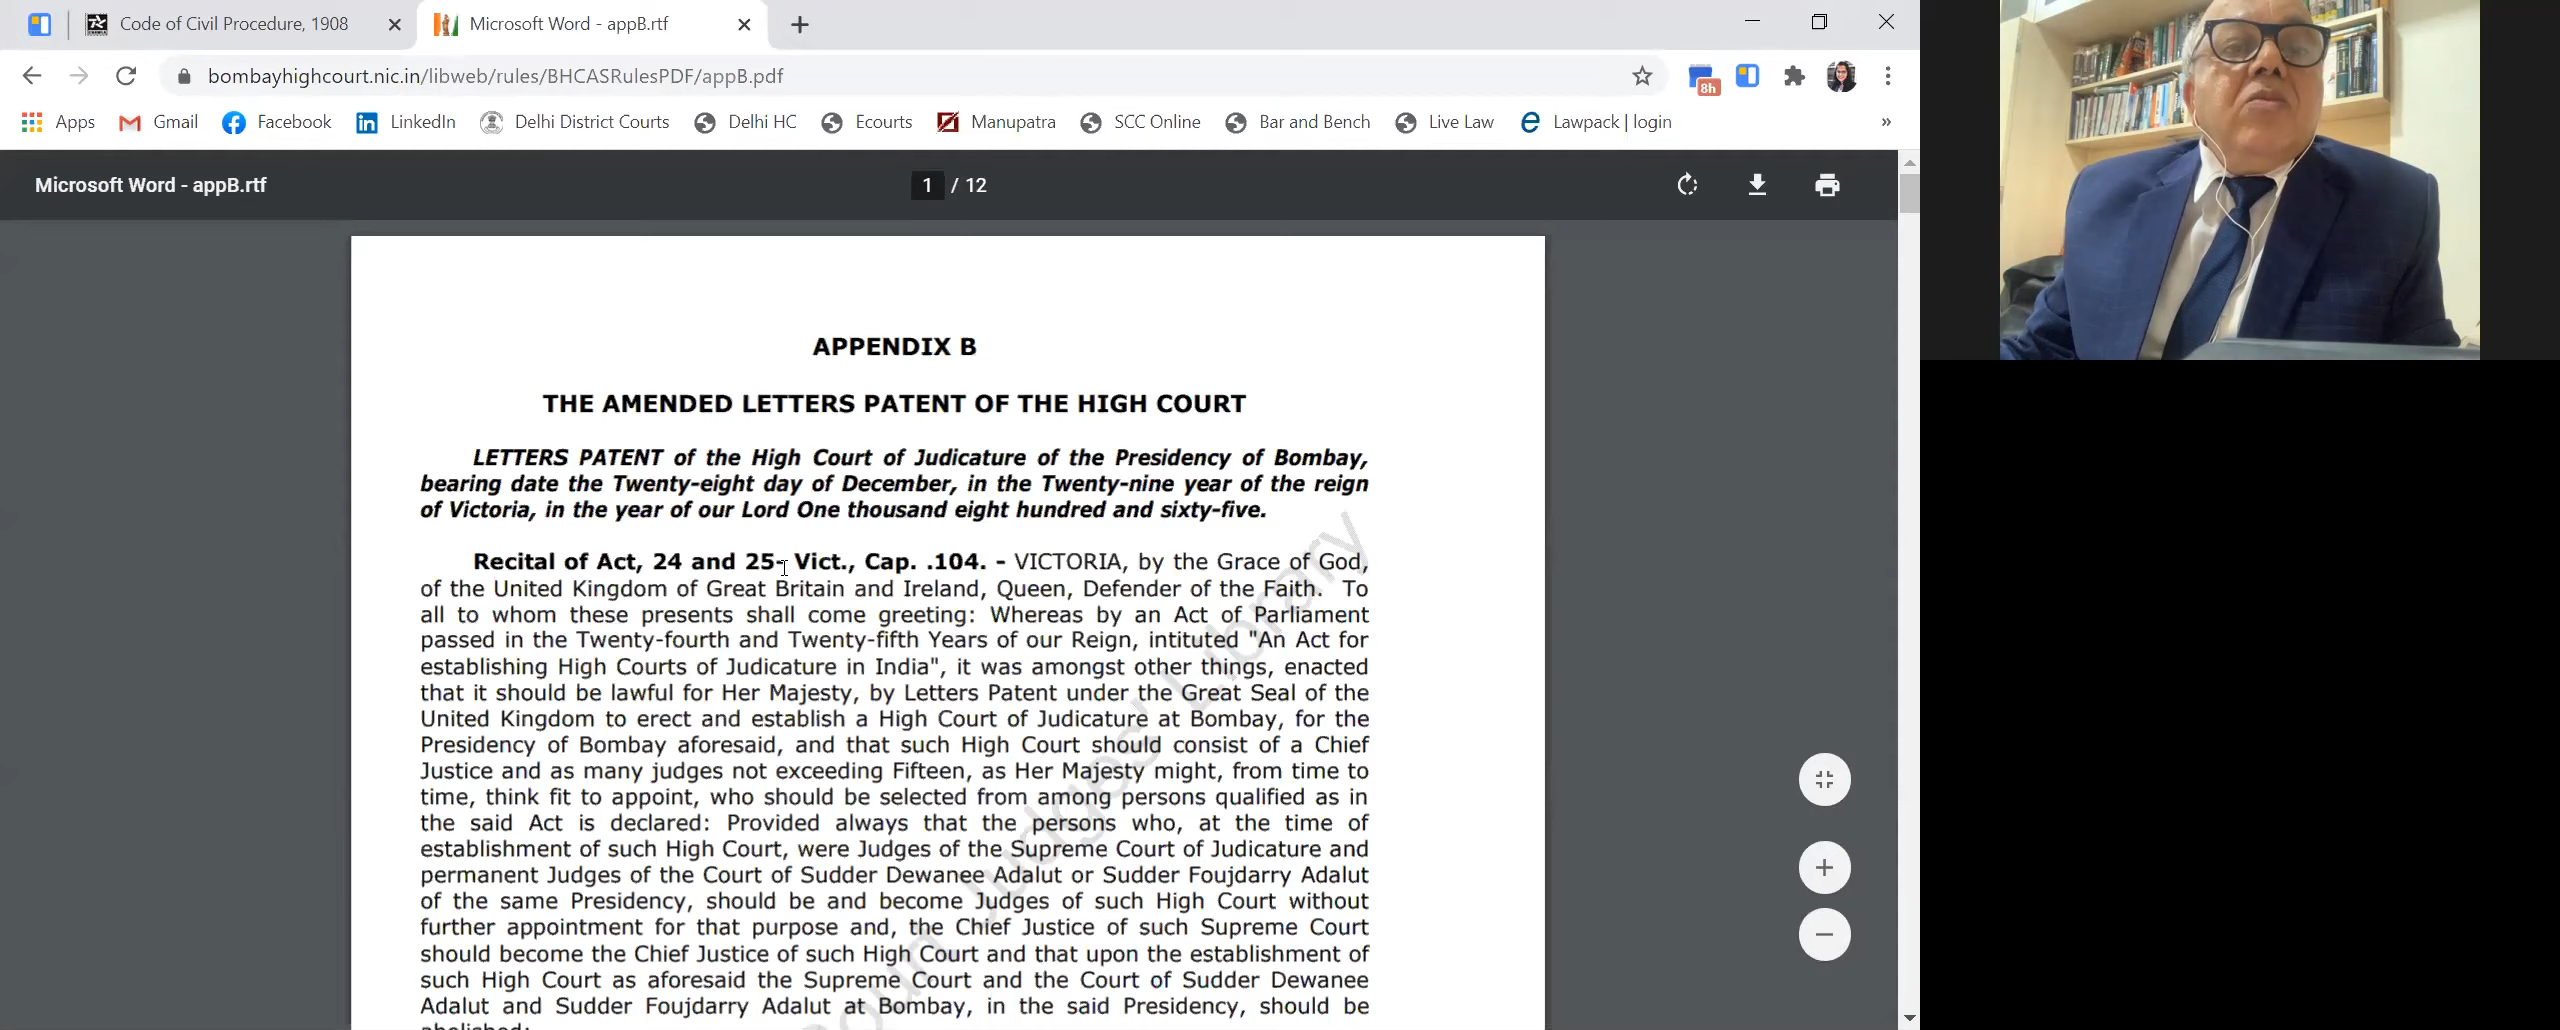 Code of Civil Procedure, 1908
Microsoft Word - appB.rtf
bombayhighcourt.nic.in/libweb/rules/BHCASRulesPDF/appB.pdf
8h
Apps Gmail Facebook LinkedIn Delhi District Courts Delhi HC Ecourts Manupatra SCC Online Bar and Bench Live Law Lawpack | login »
Microsoft Word - appB.rtf
1 / 12
APPENDIX B
THE AMENDED LETTERS PATENT OF THE HIGH COURT
LETTERS PATENT of the High Court of Judicature of the Presidency of Bombay,
bearing date the Twenty-eight day of December, in the Twenty-nine year of the reign
of Victoria, in the year of our Lord One thousand eight hundred and sixty-five.
Recital of Act, 24 and 25- Vict., Cap. .104. - VICTORIA, by the Grace of God,
of the United Kingdom of Great Britain and Ireland, Queen, Defender of the Faith. To
all to whom these presents shall come greeting: Whereas by an Act of Parliament
passed in the Twenty-fourth and Twenty-fifth Years of our Reign, intituted "An Act for
establishing High Courts of Judicature in India", it was amongst other things, enacted
that it should be lawful for Her Majesty, by Letters Patent under the Great Seal of the
United Kingdom to erect and establish a High Court of Judicature at Bombay, for the
Presidency of Bombay aforesaid, and that such High Court should consist of a Chief
Justice and as many judges not exceeding Fifteen, as Her Majesty might, from time to
time, think fit to appoint, who should be selected from among persons qualified as in
the said Act is declared: Provided always that the persons who, at the time of
establishment of such High Court, were Judges of the Supreme Court of Judicature and
permanent Judges of the Court of Sudder Dewanee Adalut or Sudder Foujdarry Adalut
of the same Presidency, should be and become Judges of such High Court without
further appointment for that purpose and, the Chief Justice of such Supreme Court
should become the Chief Justice of such High Court and that upon the establishment of
such High Court as aforesaid the Supreme Court and the Court of Sudder Dewanee
Adalut and Sudder Foujdarry Adalut at Bombay, in the said Presidency, should be
abolished:
Court Judges' Library